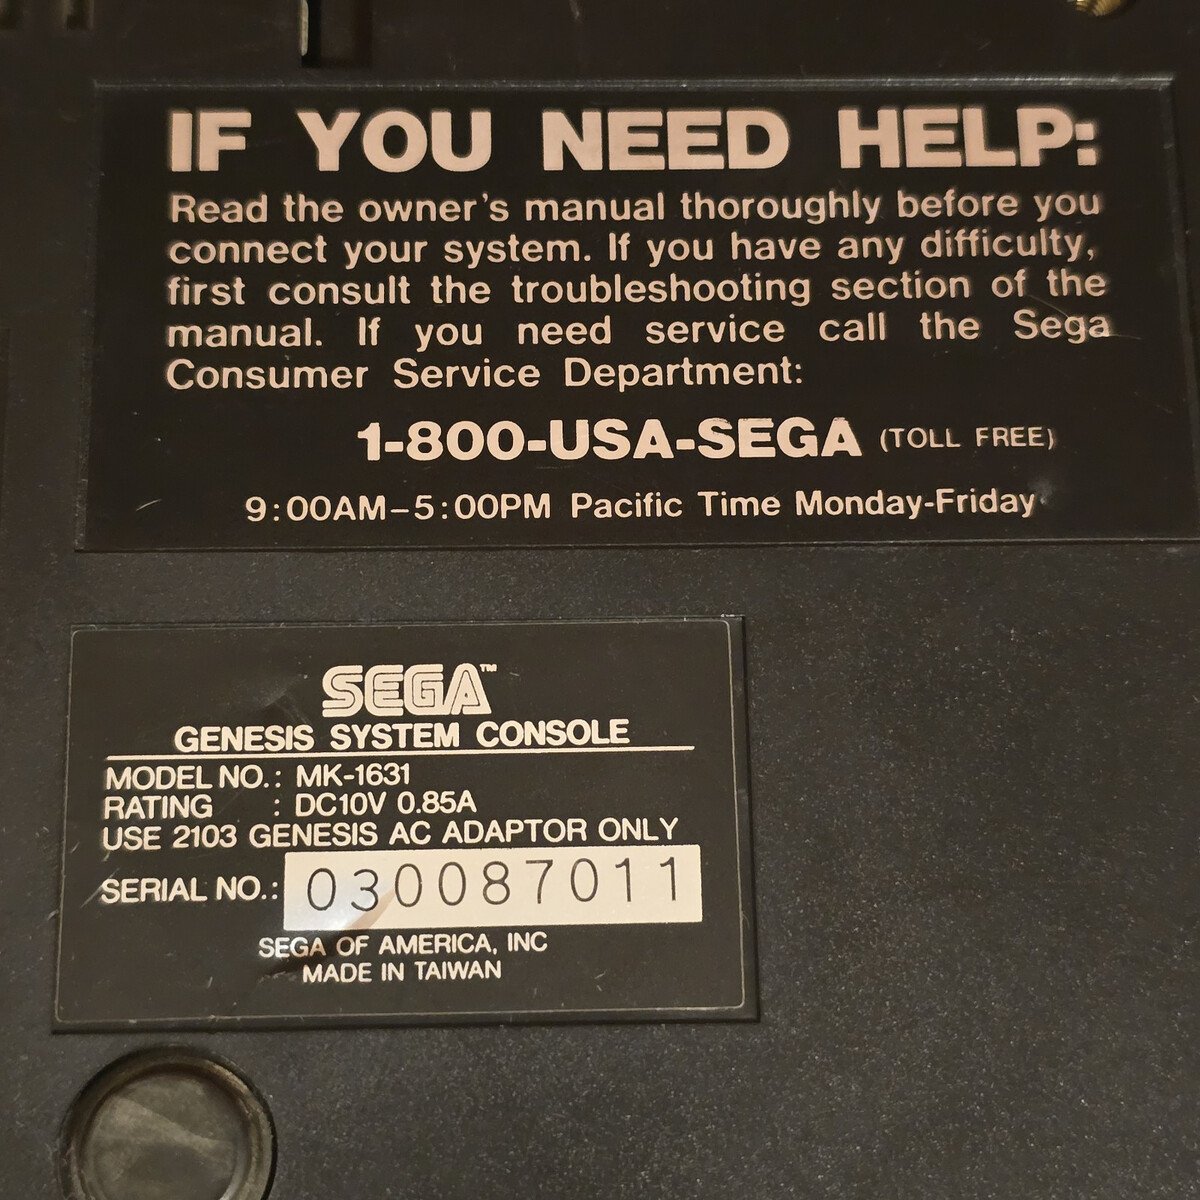 IF YOU NEED HELP:
Read the owner's manual thoroughly before you
connect your system. If you have any difficulty,
first consult the troubleshooting section of the
manual. If you need service call the Sega
Consumer Service Department:
1-800-USA-SEGA (TOLL FREE)
9:00AM–5:00PM Pacific Time Monday-Friday
SEGA™
GENESIS SYSTEM CONSOLE
MODEL NO.: MK-1631
RATING : DC10V 0.85A
USE 2103 GENESIS AC ADAPTOR ONLY
SERIAL NO.: 030087011
SEGA OF AMERICA, INC
MADE IN TAIWAN